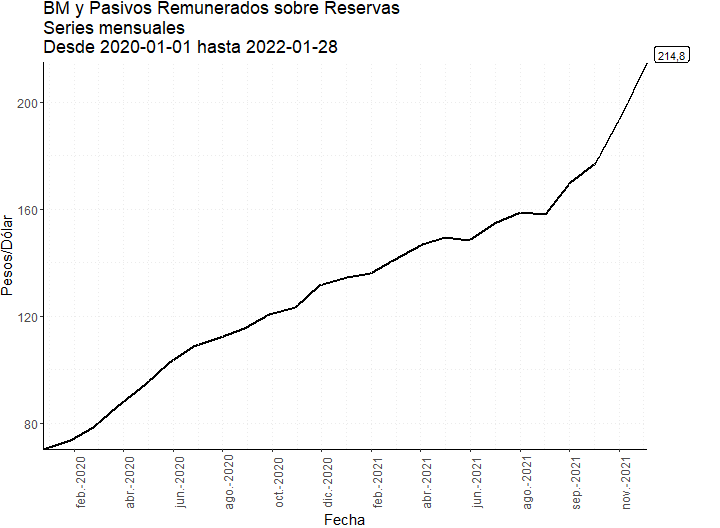 BM y Pasivos Remunerados sobre Reservas
Series mensuales
Desde 2020-01-01 hasta 2022-01-28
214,8
200
160
120
80
Pesos/Dólar
feb.-2020
abr.-2020
jun.-2020
ago.-2020
oct.-2020
dic.-2020
feb.-2021
abr.-2021
jun.-2021
ago.-2021
sep.-2021
nov.-2021
Fecha